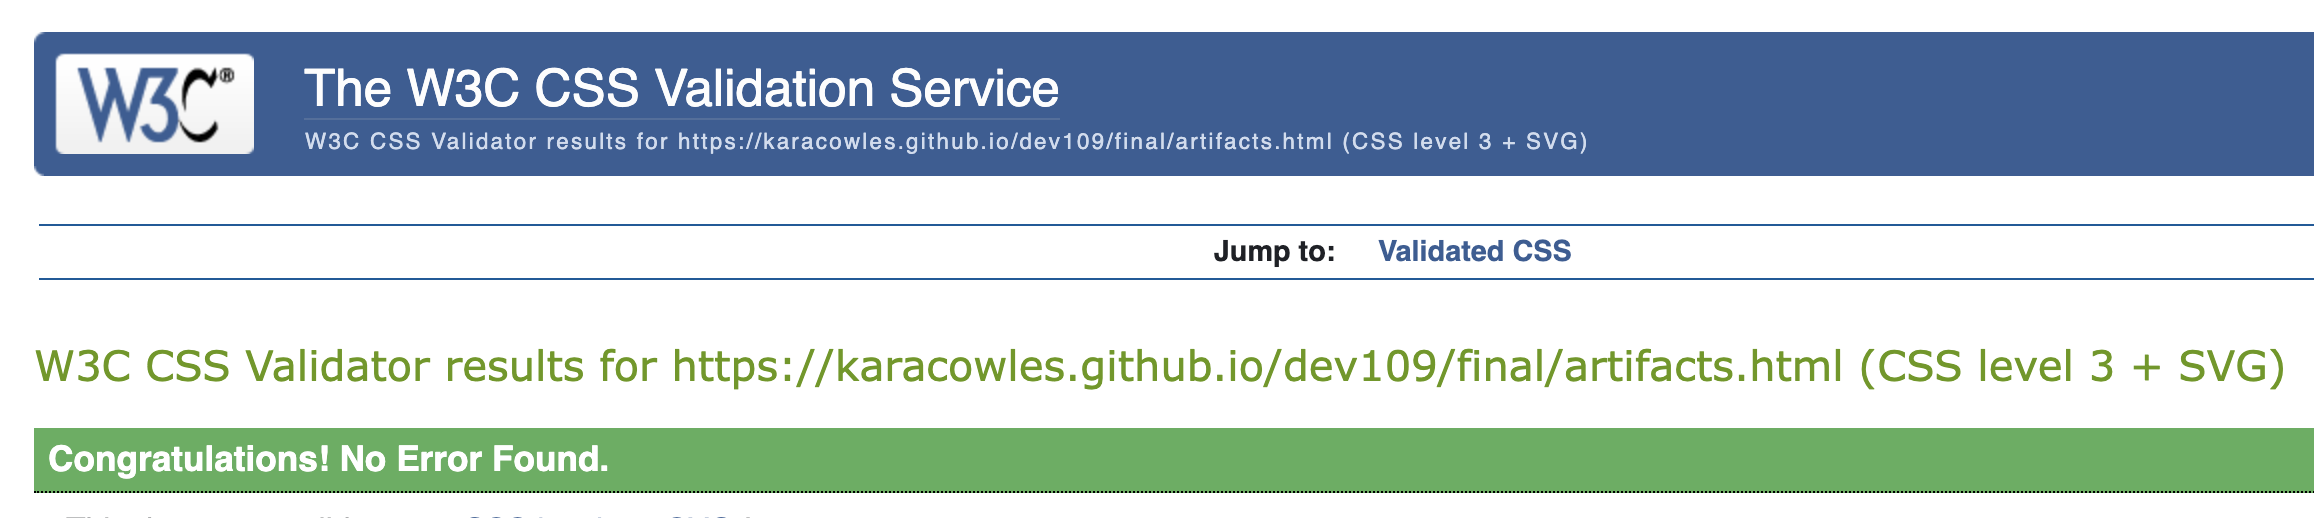 W3C®
The W3C CSS Validation Service
W3C CSS Validator results for https://karacowles.github.io/dev109/final/artifacts.html (CSS level 3 + SVG)
Jump to: Validated CSS
W3C CSS Validator results for https://karacowles.github.io/dev109/final/artifacts.html (CSS level 3 + SVG)
Congratulations! No Error Found.